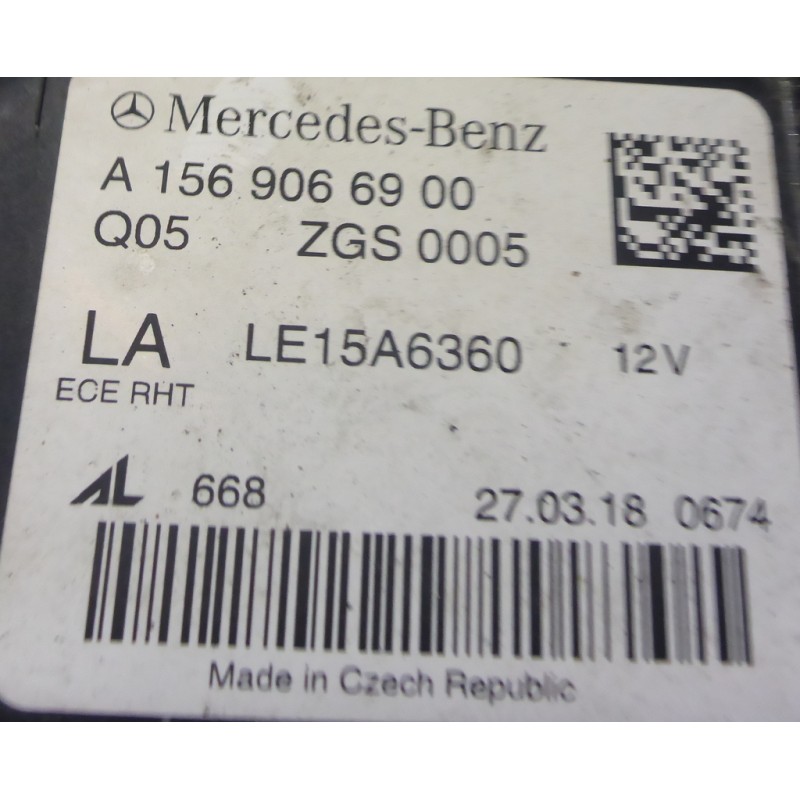 Mercedes-Benz
A 156 906 69 00
Q05 ZGS 0005
LA LE15A6360 12V
ECE RHT
AL 668 27.03.18 0674
Made in Czech Republic